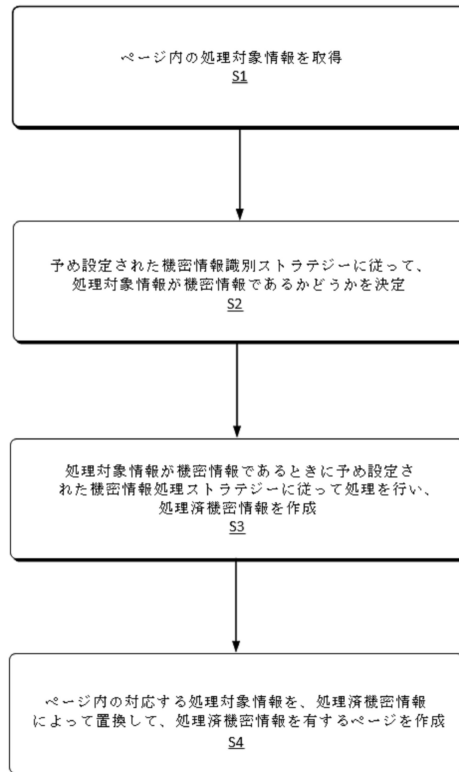 ページ内の処理対象情報を取得
S1
予め設定された機密情報識別ストラテジーに従って、
処理対象情報が機密情報であるかどうかを決定
S2
処理対象情報が機密情報であるときに予め設定さ
れた機密情報処理ストラテジーに従って処理を行い、
処理済機密情報を作成
S3
ページ内の対応する処理対象情報を、処理済機密情報
によって置換して、処理済機密情報を有するページを作成
S4